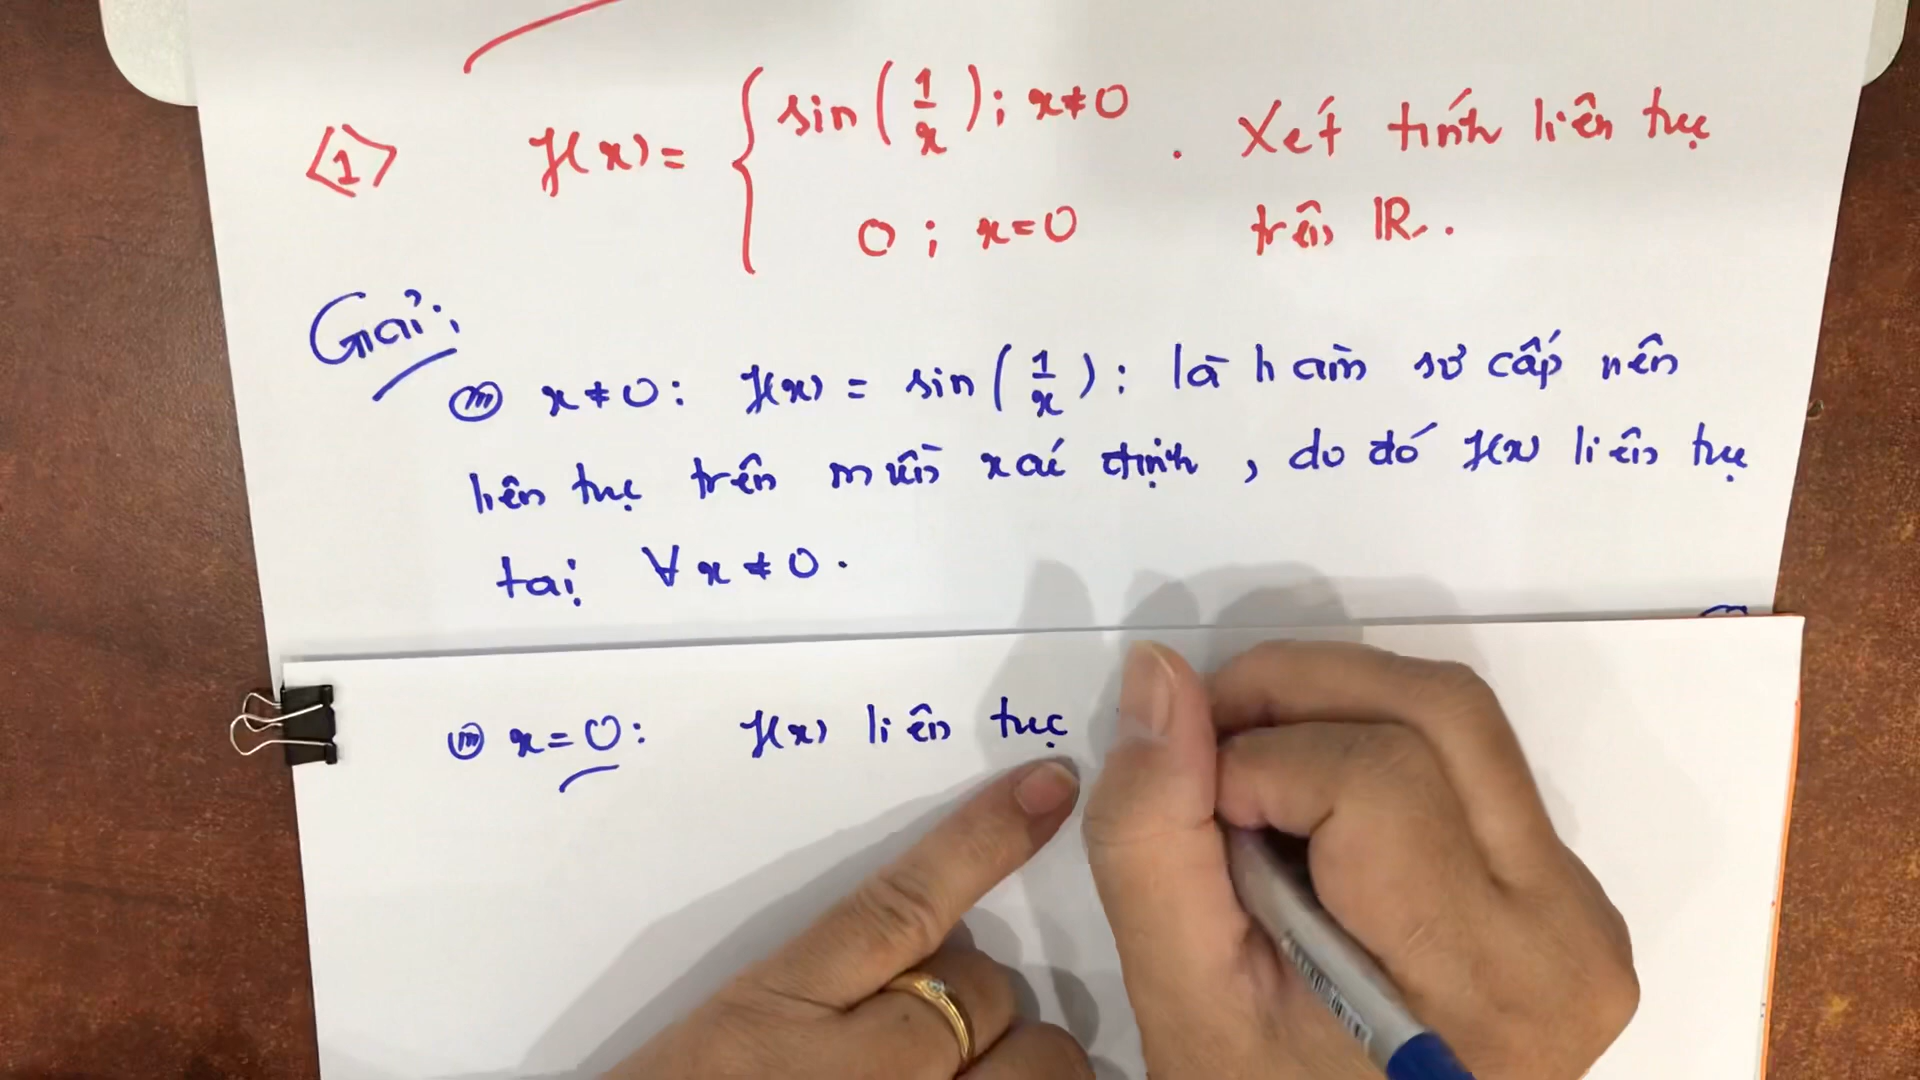 <1> f(x) = { sin(1/x); x≠0 . Xét tính liên tục
0; x=0 trên ℝ.
Giải:
x≠0: f(x) = sin(1/x): là hàm sơ cấp nên
liên tục trên miền xác định, do đó f(x) liên tục
tại ∀x≠0.
x=0: f(x) liên tục